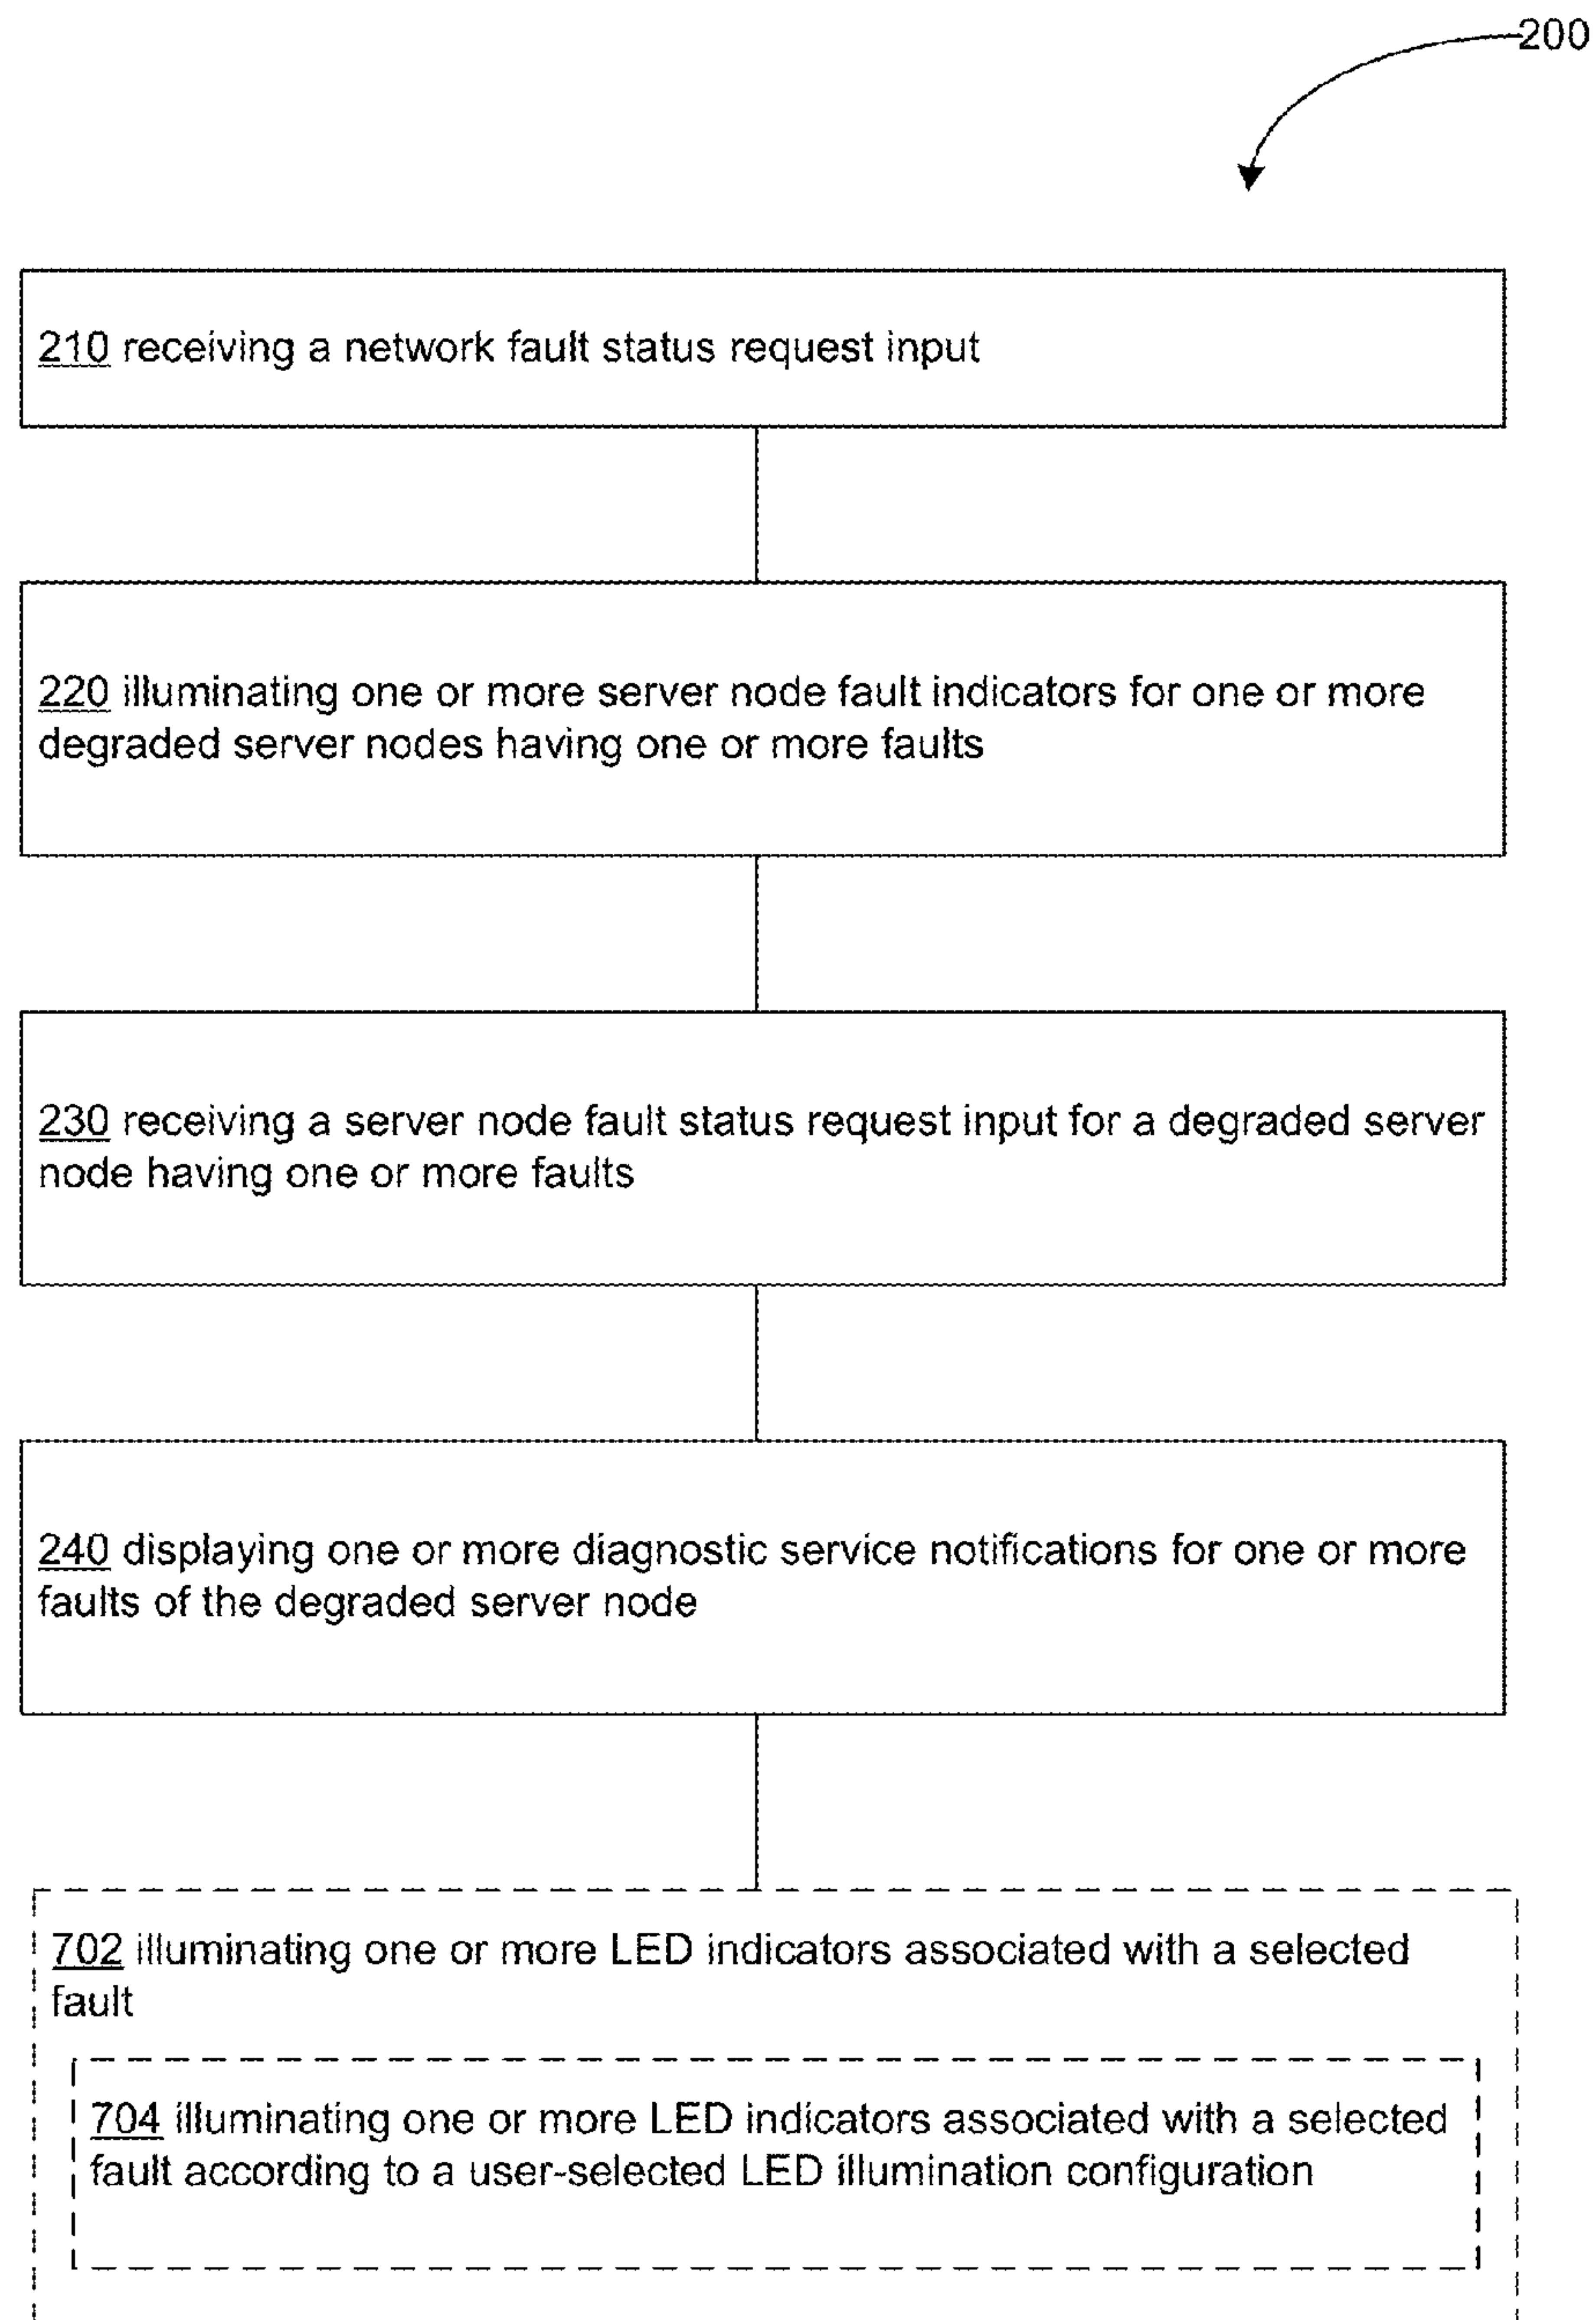 200
210 receiving a network fault status request input
220 illuminating one or more server node fault indicators for one or more
degraded server nodes having one or more faults
230 receiving a server node fault status request input for a degraded server
node having one or more faults
240 displaying one or more diagnostic service notifications for one or more
faults of the degraded server node
702 illuminating one or more LED indicators associated with a selected
fault
704 illuminating one or more LED indicators associated with a selected
fault according to a user-selected LED illumination configuration